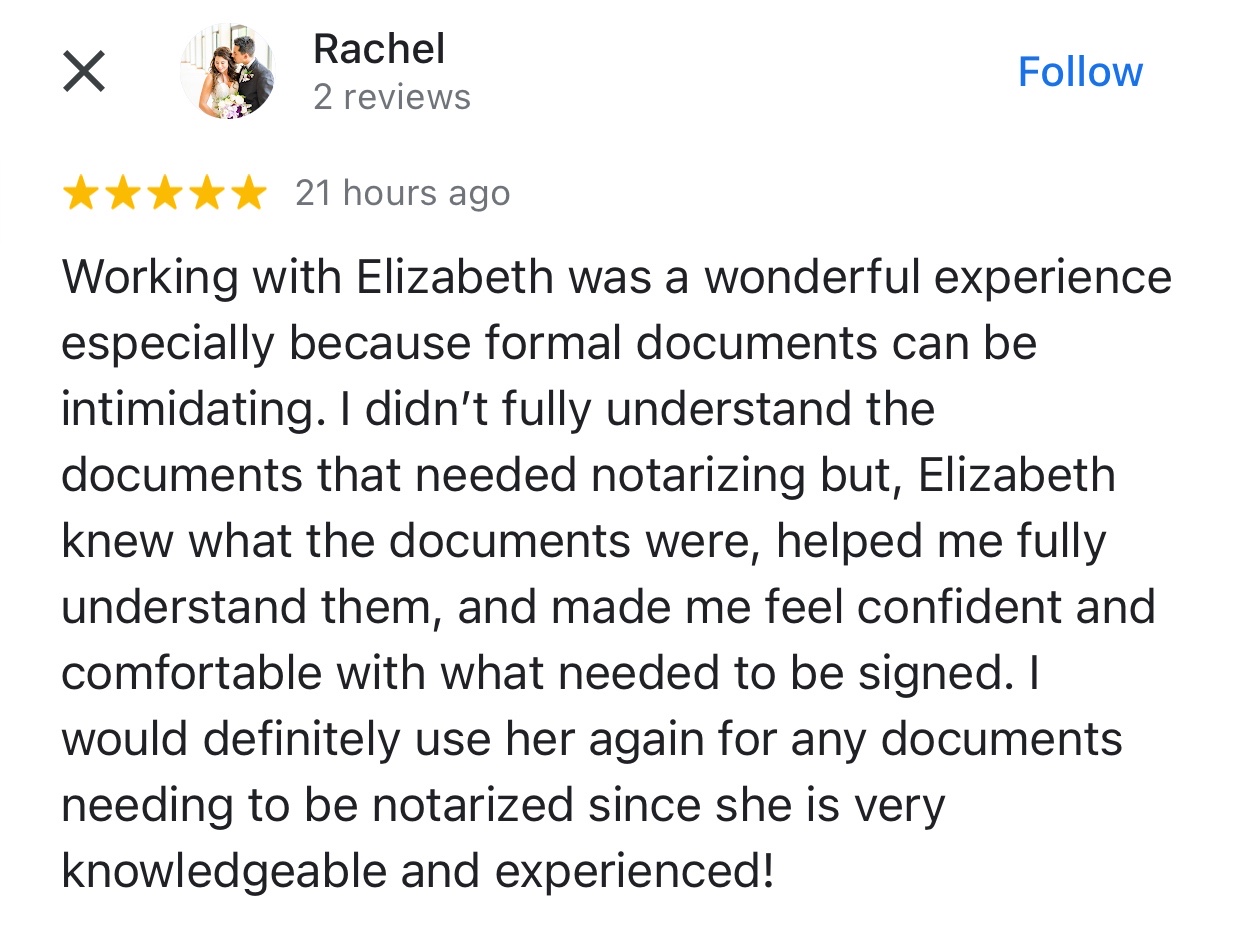 Rachel
2 reviews
Follow
21 hours ago
Working with Elizabeth was a wonderful experience
especially because formal documents can be
intimidating. I didn’t fully understand the
documents that needed notarizing but, Elizabeth
knew what the documents were, helped me fully
understand them, and made me feel confident and
comfortable with what needed to be signed. I
would definitely use her again for any documents
needing to be notarized since she is very
knowledgeable and experienced!